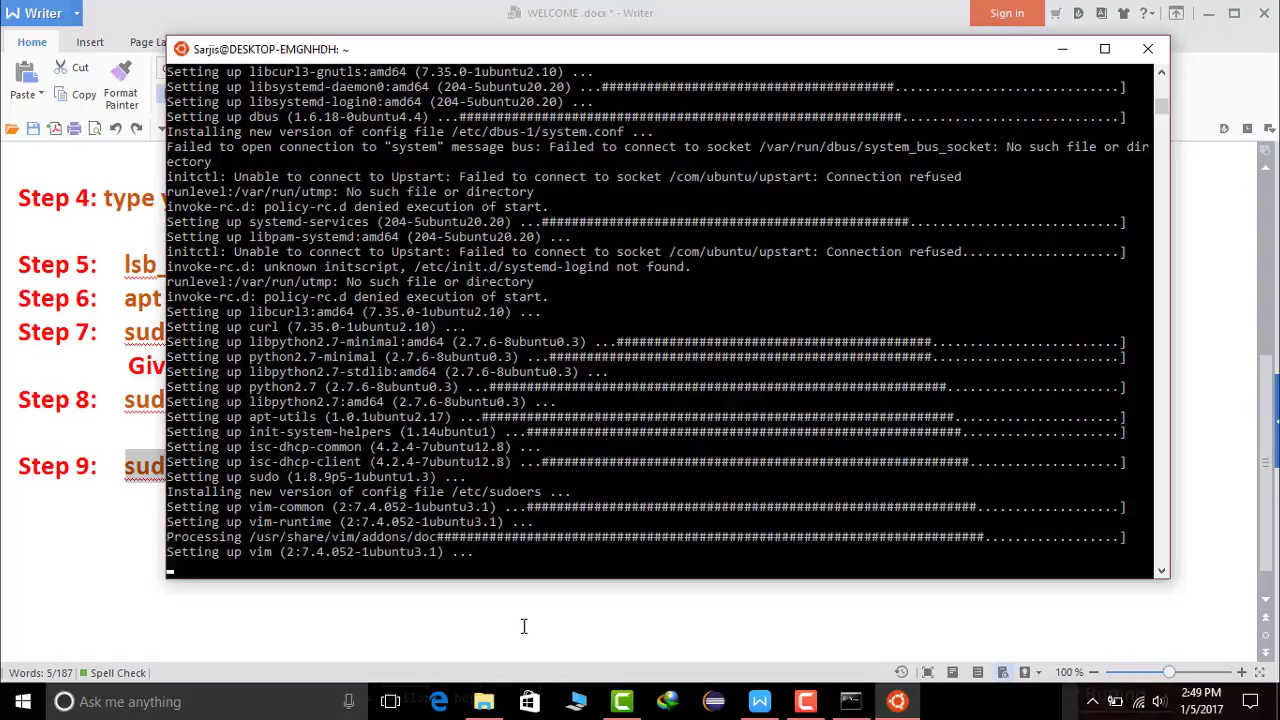 Writer
WELCOME .docx * - Writer
Sign in
Home
Insert
Page La
Paste
Cut
Copy
Format
Painter
Sarjis@DESKTOP-EMGNHDH: ~
Setting up libcurl3-gnutls:amd64 (7.35.0-1ubuntu2.10) ...
Setting up libsystemd-daemon0:amd64 (204-5ubuntu20.20) ...#######################################..............................]
Setting up libsystemd-login0:amd64 (204-5ubuntu20.20) ...
Setting up dbus (1.6.18-0ubuntu4.4) ...###########################################################.............................]
Installing new version of config file /etc/dbus-1/system.conf ...
Failed to open connection to "system" message bus: Failed to connect to socket /var/run/dbus/system_bus_socket: No such file or dir
ectory
initctl: Unable to connect to Upstart: Failed to connect to socket /com/ubuntu/upstart: Connection refused
runlevel:/var/run/utmp: No such file or directory
invoke-rc.d: policy-rc.d denied execution of start.
Setting up systemd-services (204-5ubuntu20.20) ...#################################################............................]
Setting up libpam-systemd:amd64 (204-5ubuntu20.20) ...
initctl: Unable to connect to Upstart: Failed to connect to socket /com/ubuntu/upstart: Connection refused.....................]
invoke-rc.d: unknown initscript, /etc/init.d/systemd-logind not found.
runlevel:/var/run/utmp: No such file or directory
invoke-rc.d: policy-rc.d denied execution of start.
Setting up libcurl3:amd64 (7.35.0-1ubuntu2.10) ...
Setting up curl (7.35.0-1ubuntu2.10) ...
Setting up libpython2.7-minimal:amd64 (2.7.6-8ubuntu0.3) ...##########################################.........................]
Setting up python2.7-minimal (2.7.6-8ubuntu0.3) ...###################################################.........................]
Setting up libpython2.7-stdlib:amd64 (2.7.6-8ubuntu0.3) ...
Setting up python2.7 (2.7.6-8ubuntu0.3) ...#############################################################.......................]
Setting up libpython2.7:amd64 (2.7.6-8ubuntu0.3) ...
Setting up apt-utils (1.0.1ubuntu2.17) ...###############################################################......................]
Setting up init-system-helpers (1.14ubuntu1) ...##########################################################.....................]
Setting up isc-dhcp-common (4.2.4-7ubuntu12.8) ...
Setting up isc-dhcp-client (4.2.4-7ubuntu12.8) ...#########################################################....................]
Setting up sudo (1.8.9p5-1ubuntu1.3) ...
Installing new version of config file /etc/sudoers ...
Setting up vim-common (2:7.4.052-1ubuntu3.1) ...############################################################...................]
Setting up vim-runtime (2:7.4.052-1ubuntu3.1) ...
Processing /usr/share/vim/addons/doc#########################################################################..................]
Setting up vim (2:7.4.052-1ubuntu3.1) ...
Step 4: type y
Step 5: lsb_
Step 6: apt
Step 7: sud
Giv
Step 8: sud
Step 9: sud
Words: 5/187
Spell Check
100 %
Ask me anything
2:49 PM
1/5/2017